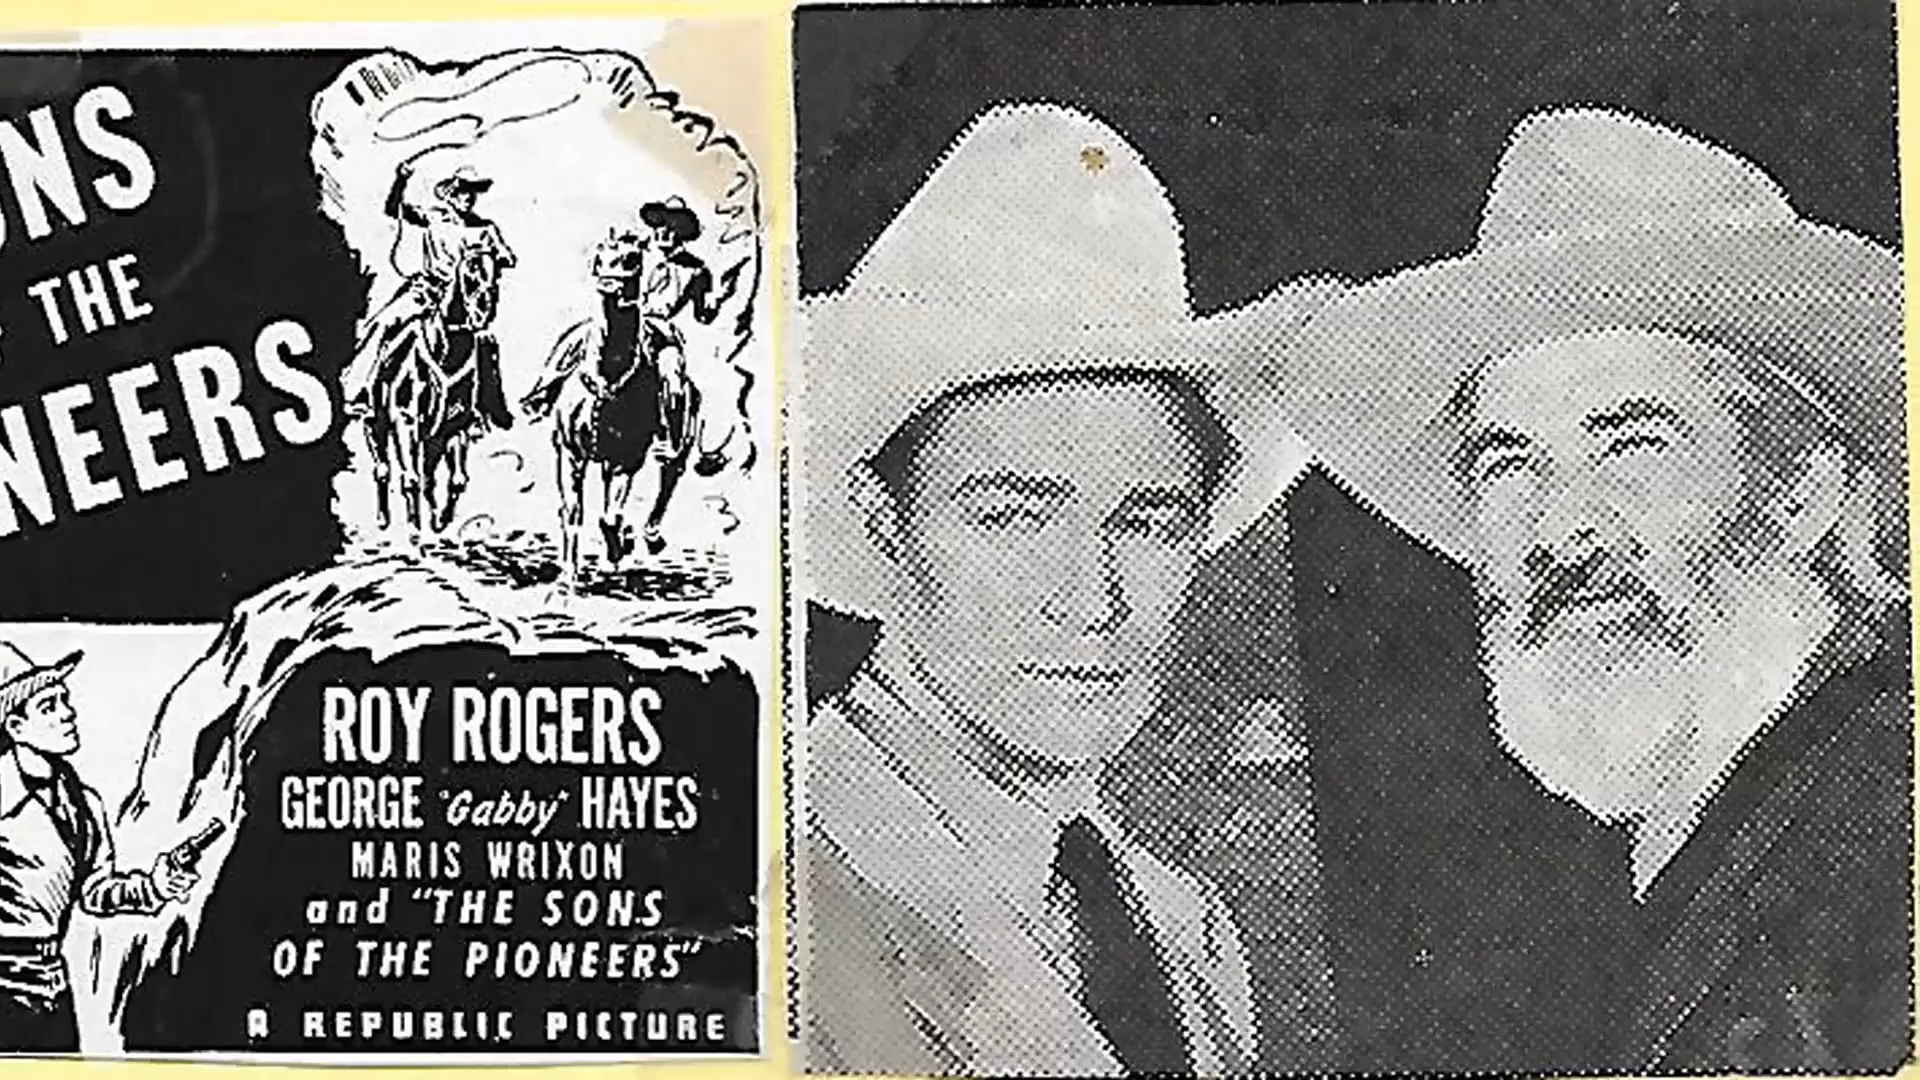 ONS
THE
NEERS
ROY ROGERS
GEORGE "Gabby" HAYES
MARIS WRIXON
and "THE SONS
OF THE PIONEERS"
A REPUBLIC PICTURE